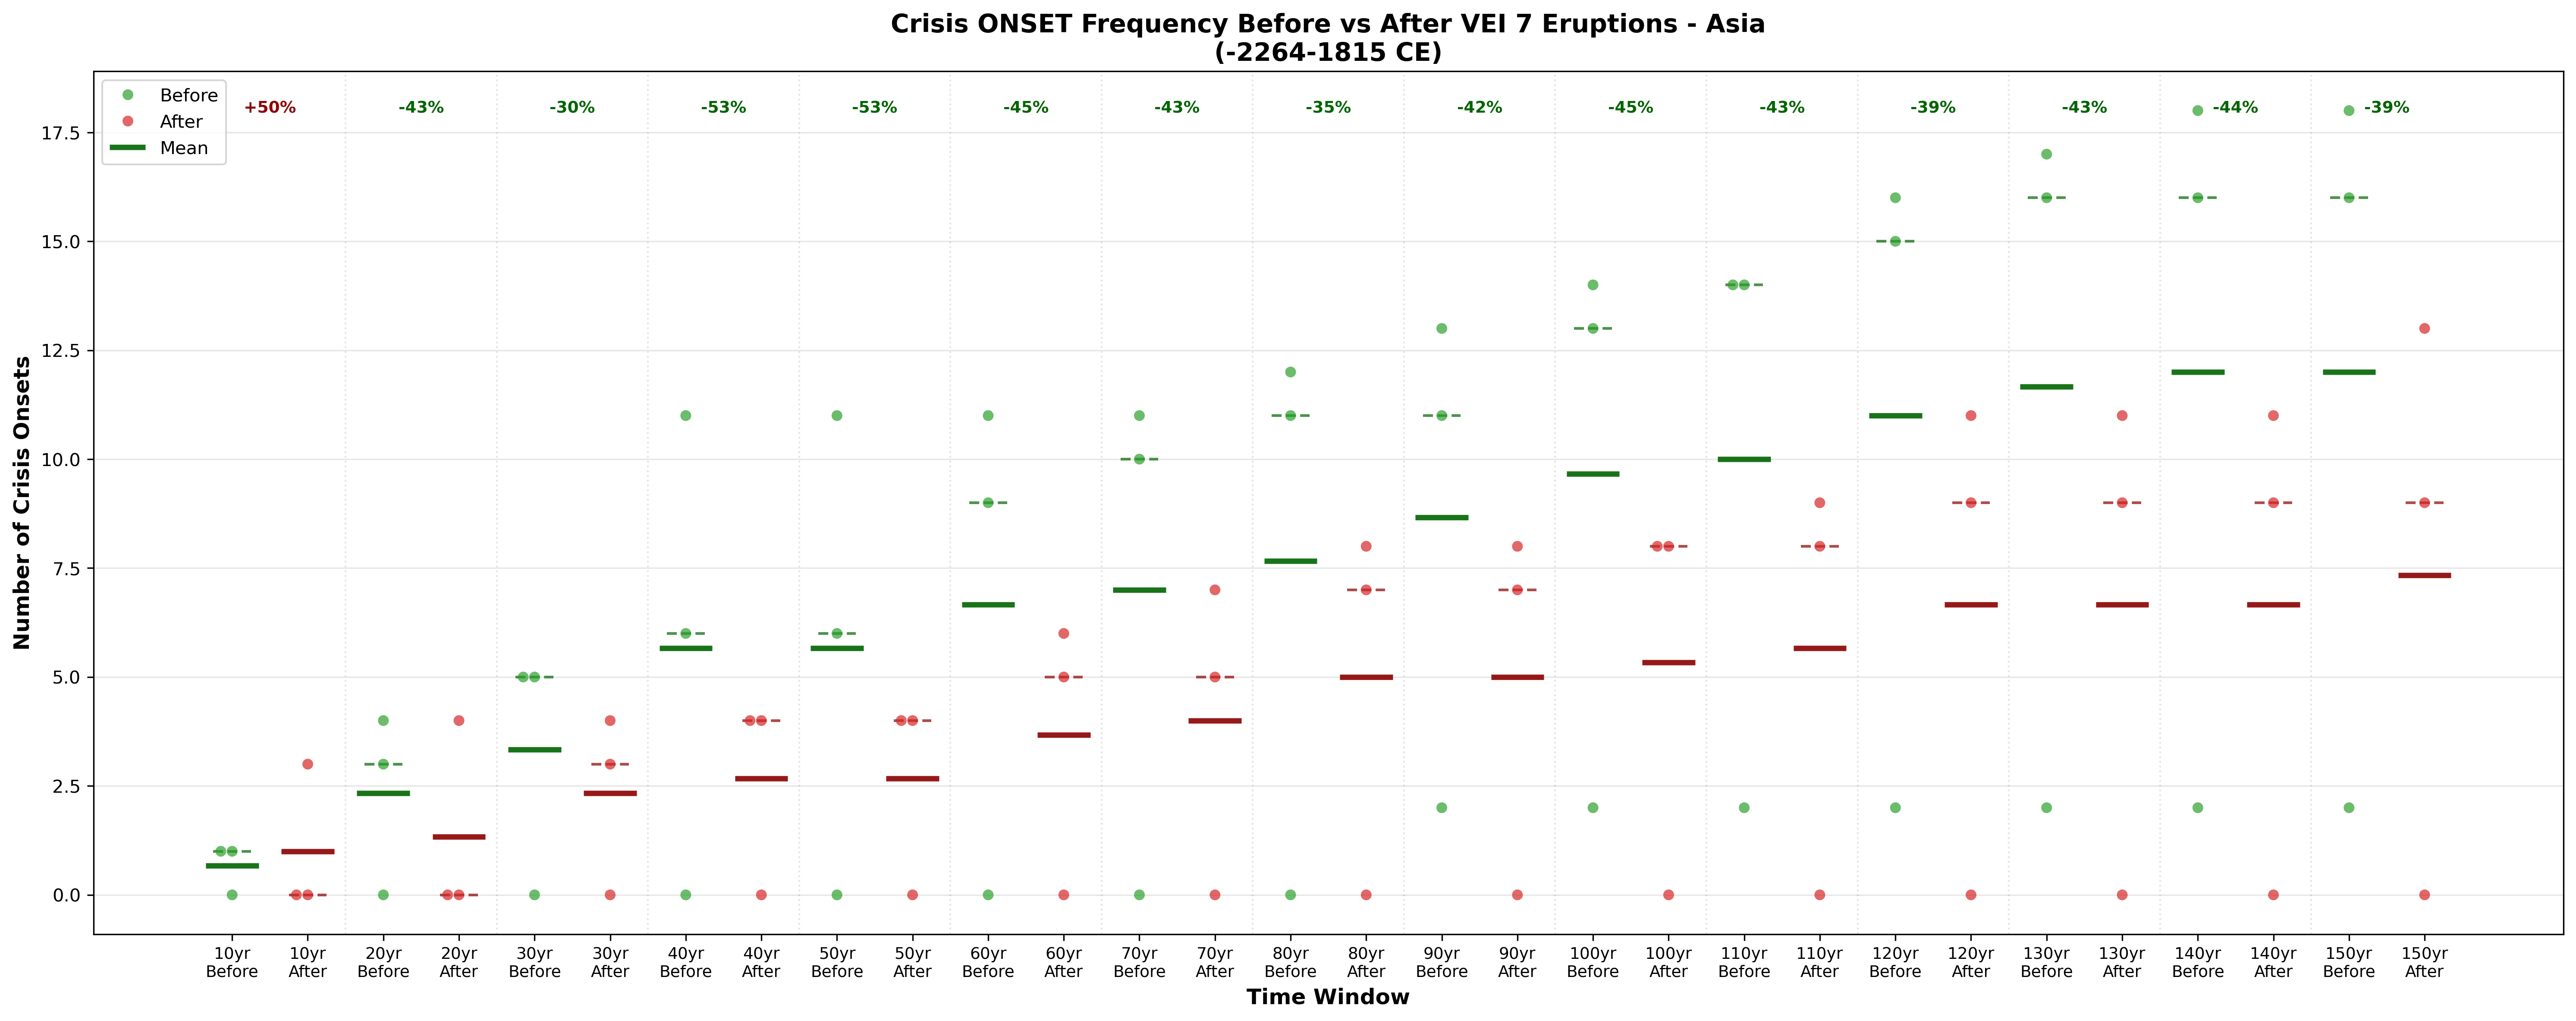 Crisis ONSET Frequency Before vs After VEI 7 Eruptions - Asia
(-2264-1815 CE)
Before
After
Mean
+50%
-43%
-30%
-53%
-53%
-45%
-43%
-35%
-42%
-45%
-43%
-39%
-43%
-44%
-39%
Number of Crisis Onsets
17.5
15.0
12.5
10.0
7.5
5.0
2.5
0.0
10yr
Before
10yr
After
20yr
Before
20yr
After
30yr
Before
30yr
After
40yr
Before
40yr
After
50yr
Before
50yr
After
60yr
Before
60yr
After
70yr
Before
70yr
After
80yr
Before
80yr
After
90yr
Before
90yr
After
100yr
Before
100yr
After
110yr
Before
110yr
After
120yr
Before
120yr
After
130yr
Before
130yr
After
140yr
Before
140yr
After
150yr
Before
150yr
After
Time Window